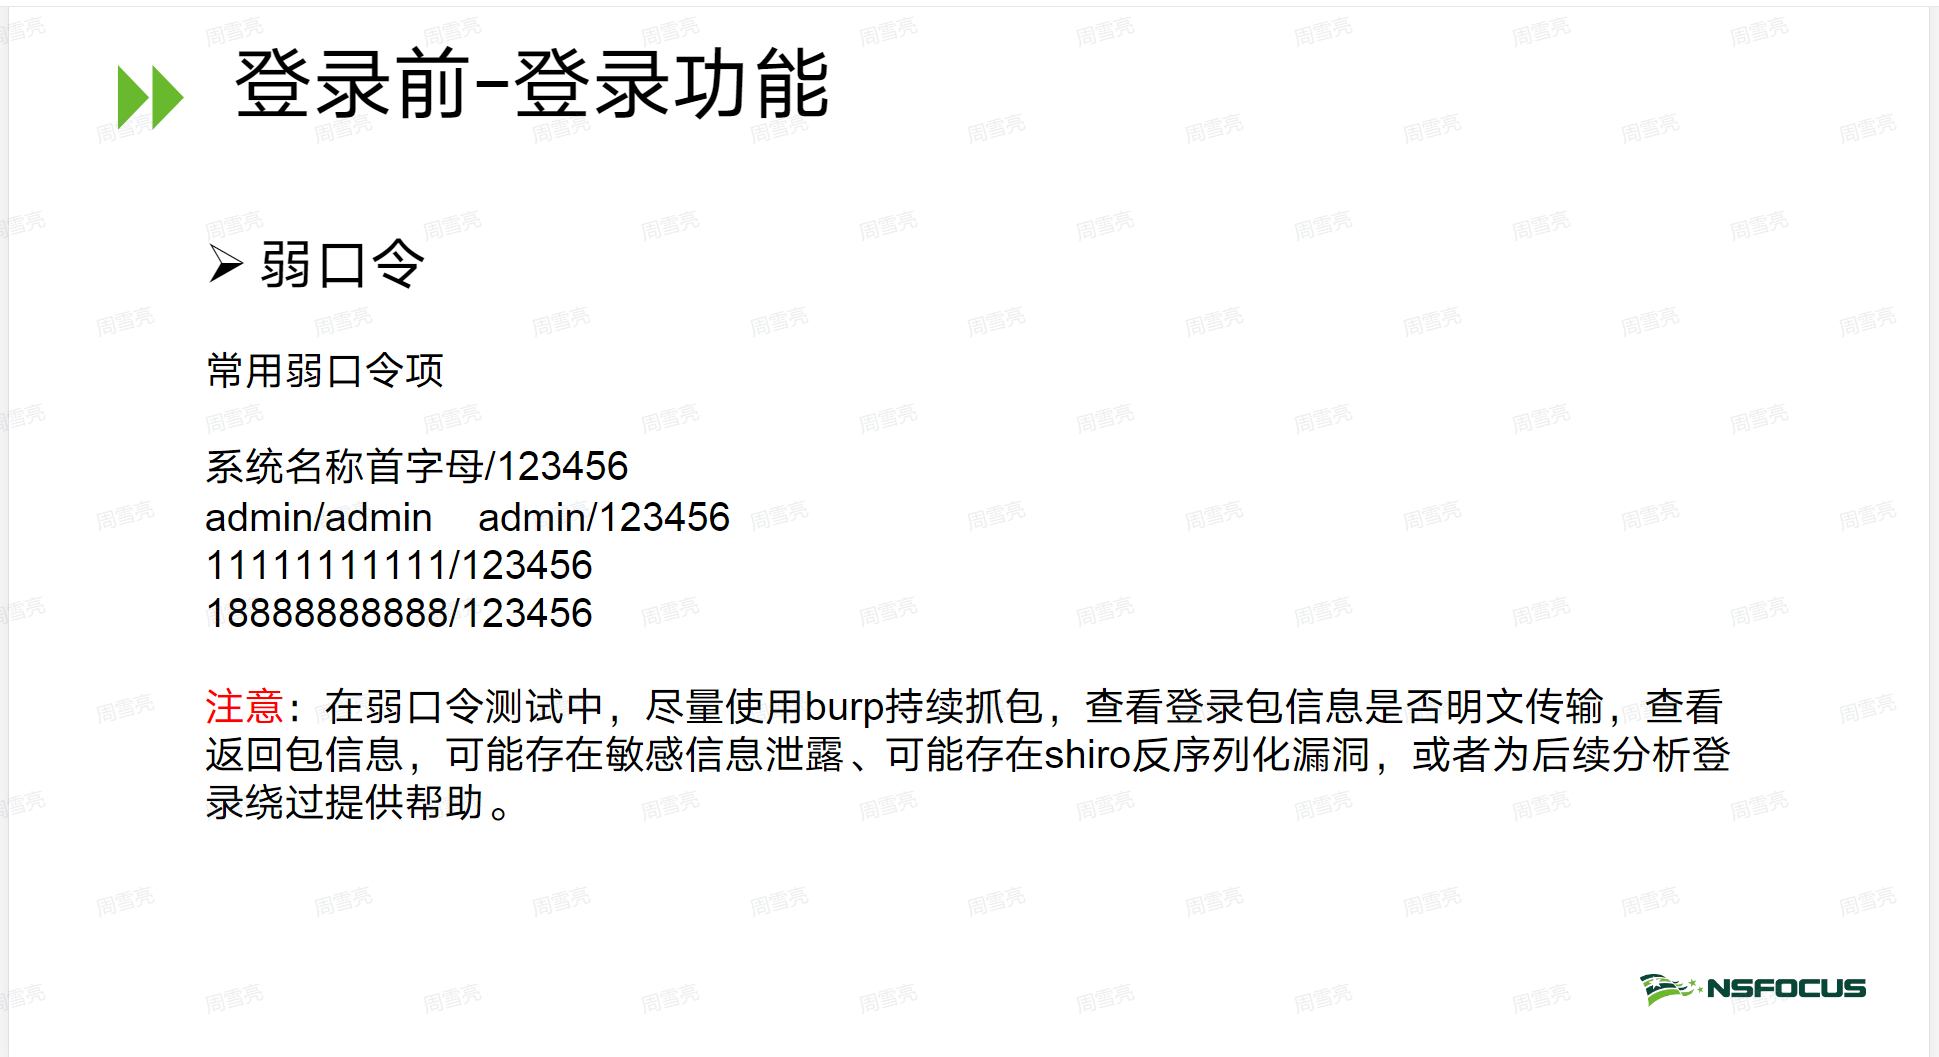 登录前-登录功能
弱口令
常用弱口令项
系统名称首字母/123456
admin/admin admin/123456
11111111111/123456
18888888888/123456
注意：在弱口令测试中，尽量使用burp持续抓包，查看登录包信息是否明文传输，查看
返回包信息，可能存在敏感信息泄露、可能存在shiro反序列化漏洞，或者为后续分析登
录绕过提供帮助。
NSFOCUS
周雪亮